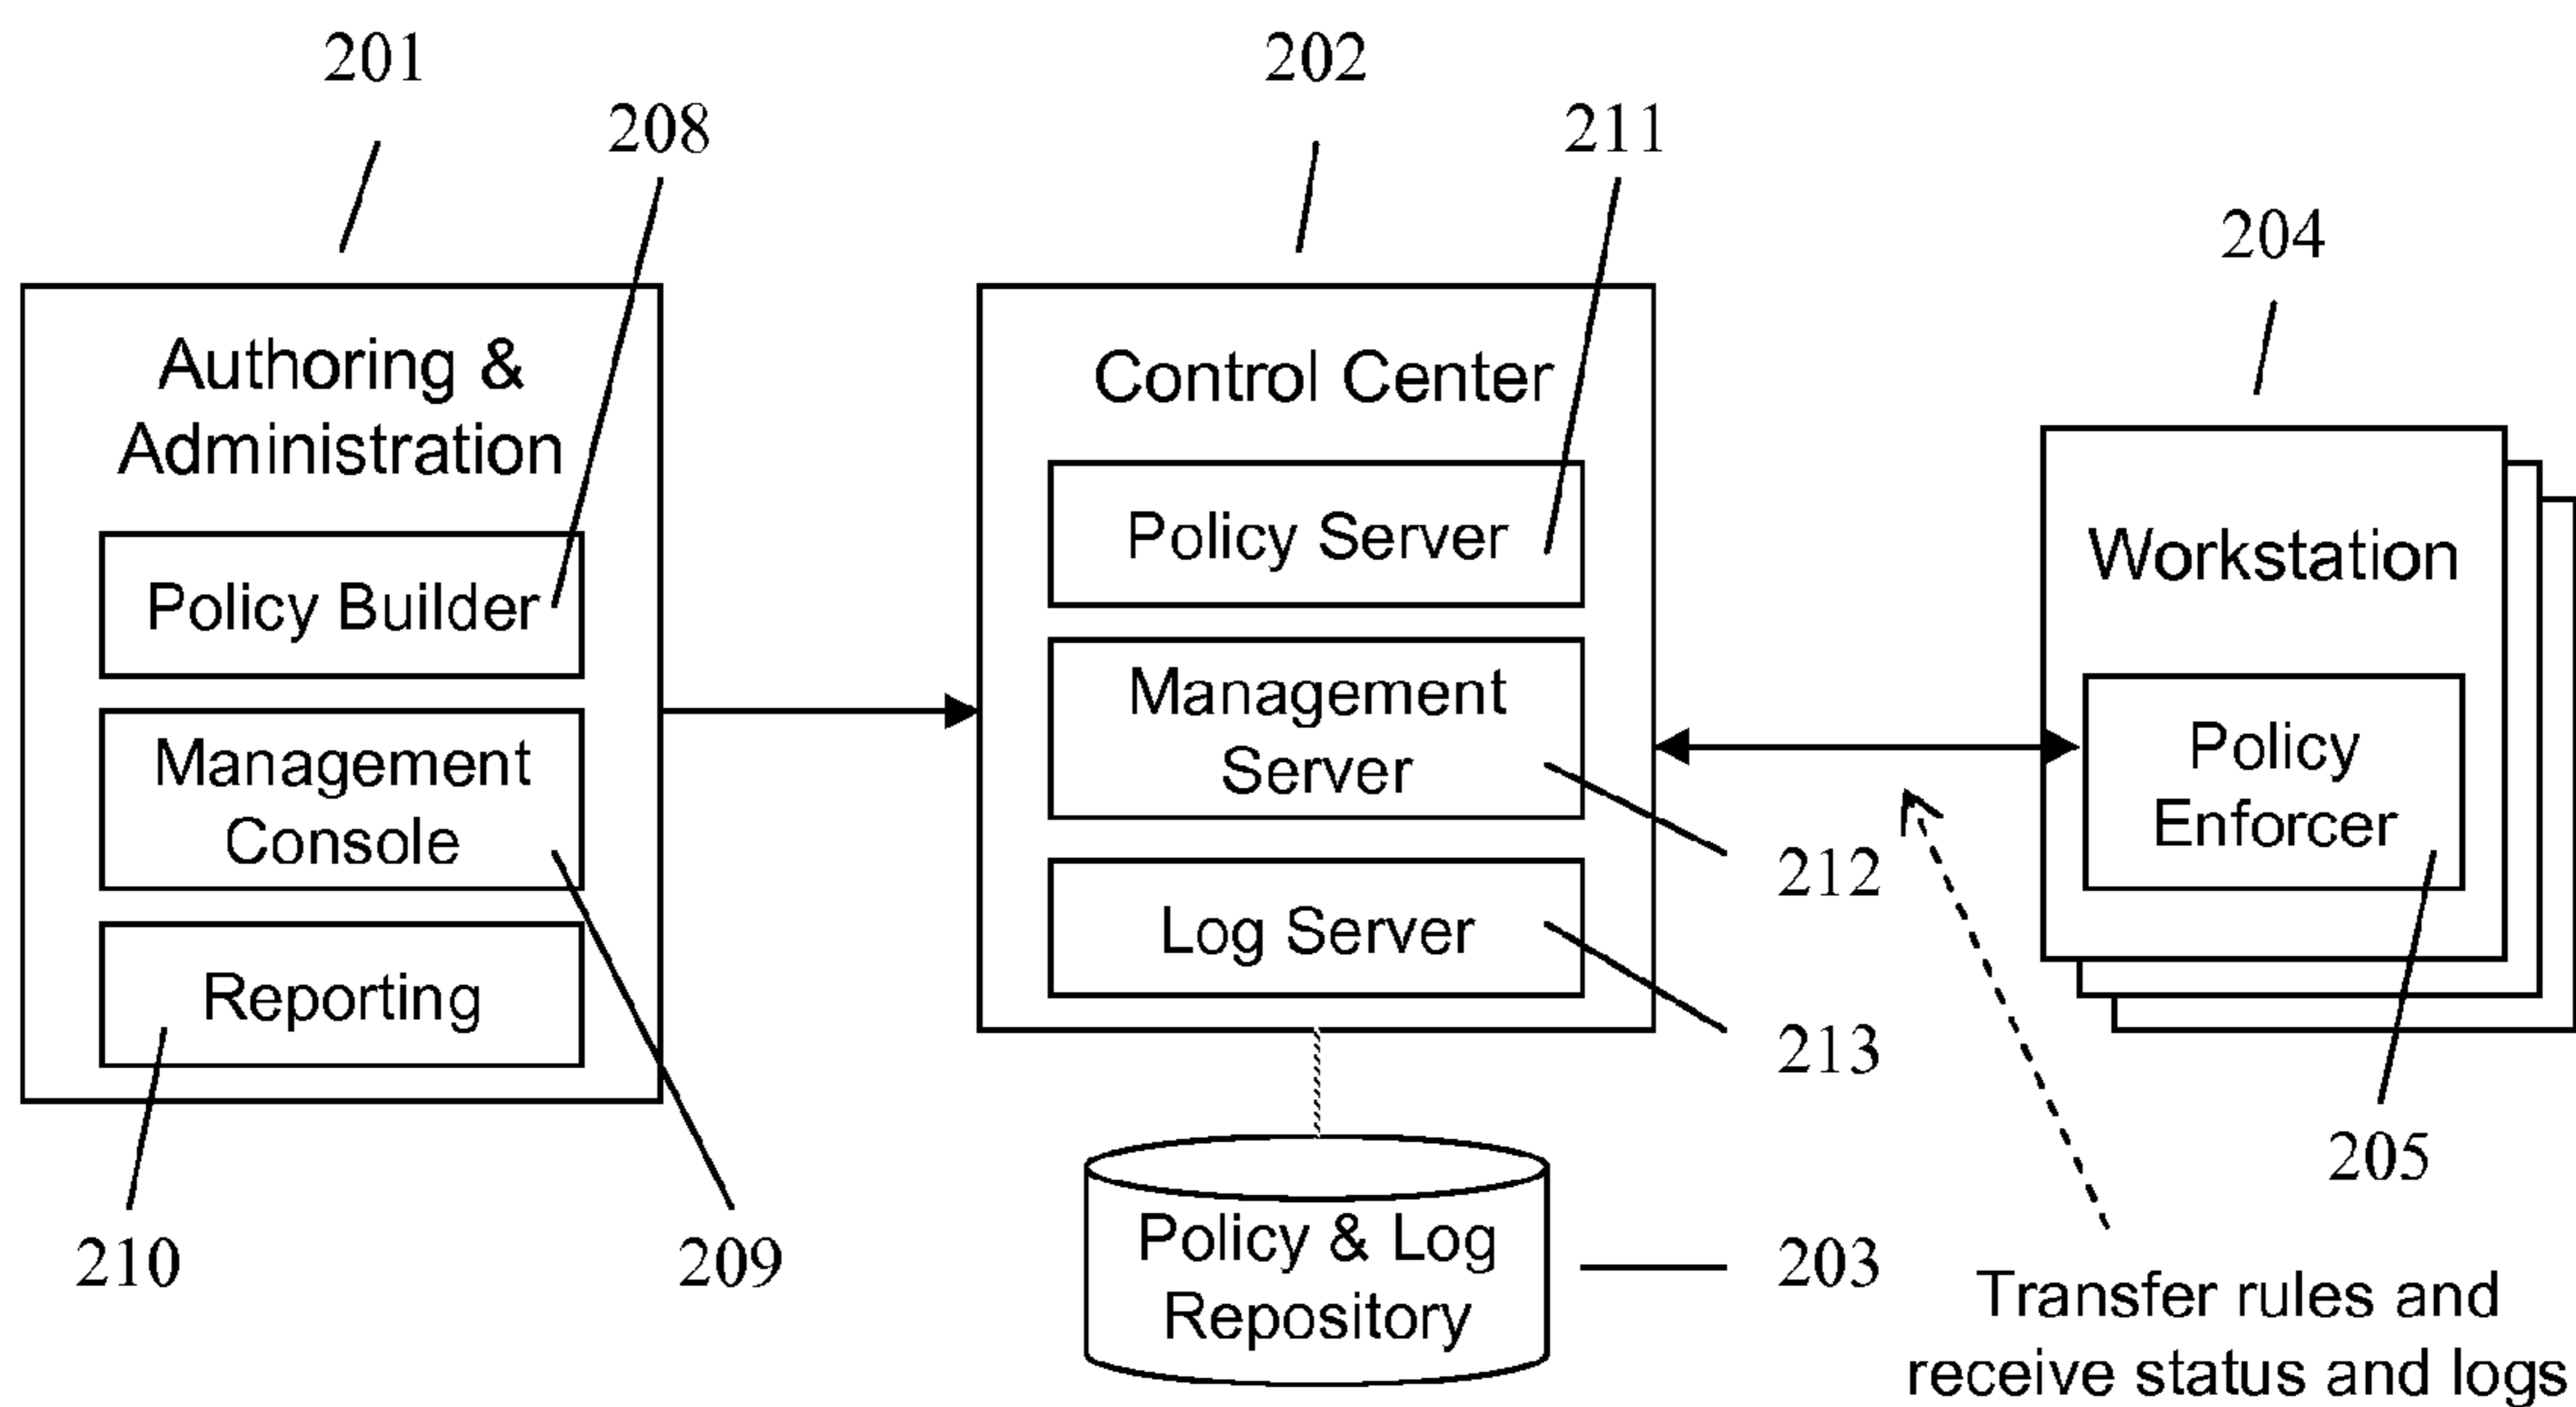 201
202
208
211
204
Authoring &
Administration
Policy Builder
Management
Console
Reporting
210
209
Control Center
Policy Server
Management
Server
Log Server
212
213
Policy & Log
Repository
203
Workstation
Policy
Enforcer
205
Transfer rules and
receive status and logs